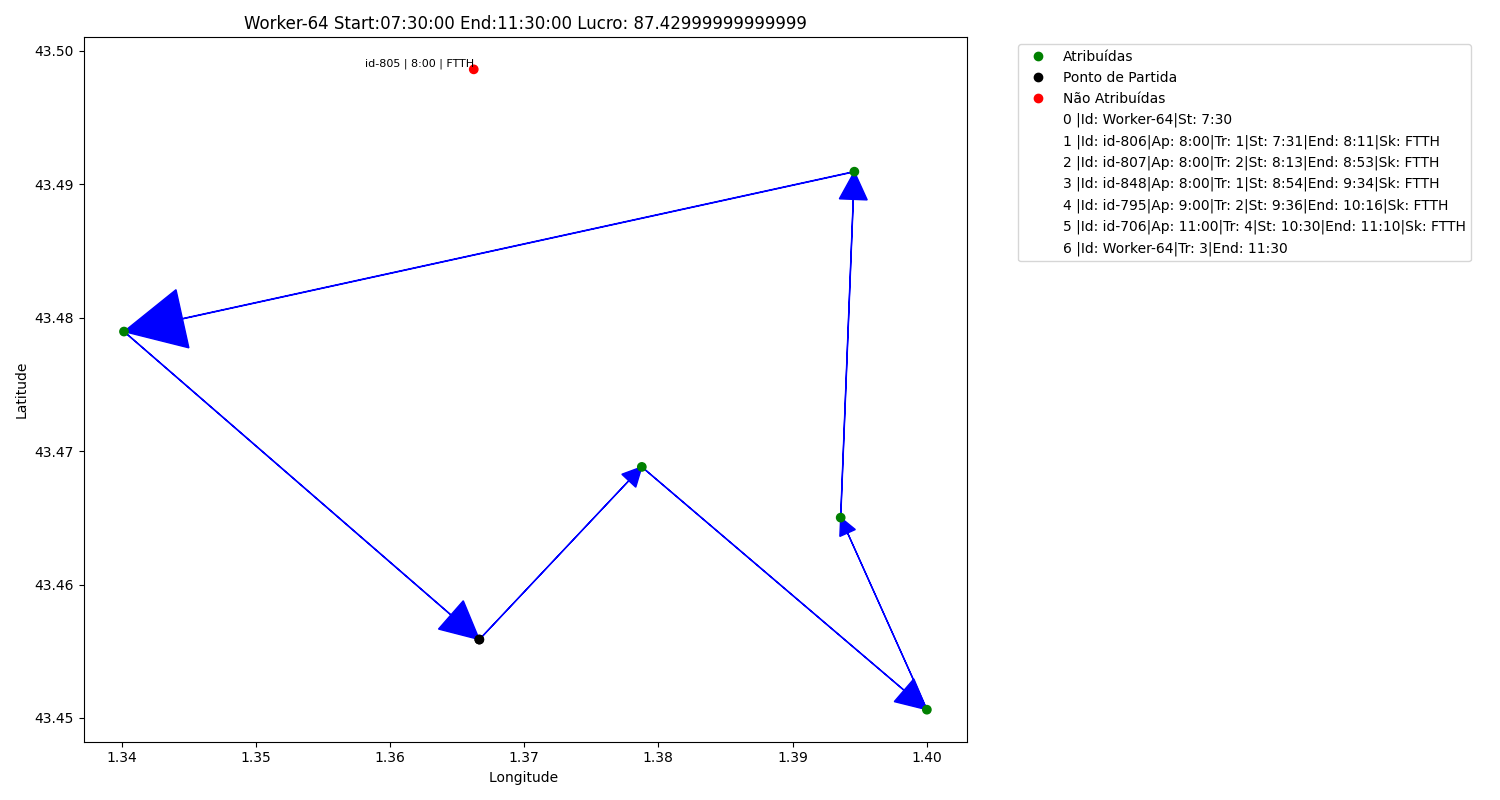 Worker-64 Start:07:30:00 End:11:30:00 Lucro: 87.42999999999999
43.50
43.49
43.48
43.47
43.46
43.45
Latitude
id-805 | 8:00 | FTTH
1.34 1.35 1.36 1.37 1.38 1.39 1.40
Longitude
Atribuídas
Ponto de Partida
Não Atribuídas
0 |Id: Worker-64|St: 7:30
1 |Id: id-806|Ap: 8:00|Tr: 1|St: 7:31|End: 8:11|Sk: FTTH
2 |Id: id-807|Ap: 8:00|Tr: 2|St: 8:13|End: 8:53|Sk: FTTH
3 |Id: id-848|Ap: 8:00|Tr: 1|St: 8:54|End: 9:34|Sk: FTTH
4 |Id: id-795|Ap: 9:00|Tr: 2|St: 9:36|End: 10:16|Sk: FTTH
5 |Id: id-706|Ap: 11:00|Tr: 4|St: 10:30|End: 11:10|Sk: FTTH
6 |Id: Worker-64|Tr: 3|End: 11:30